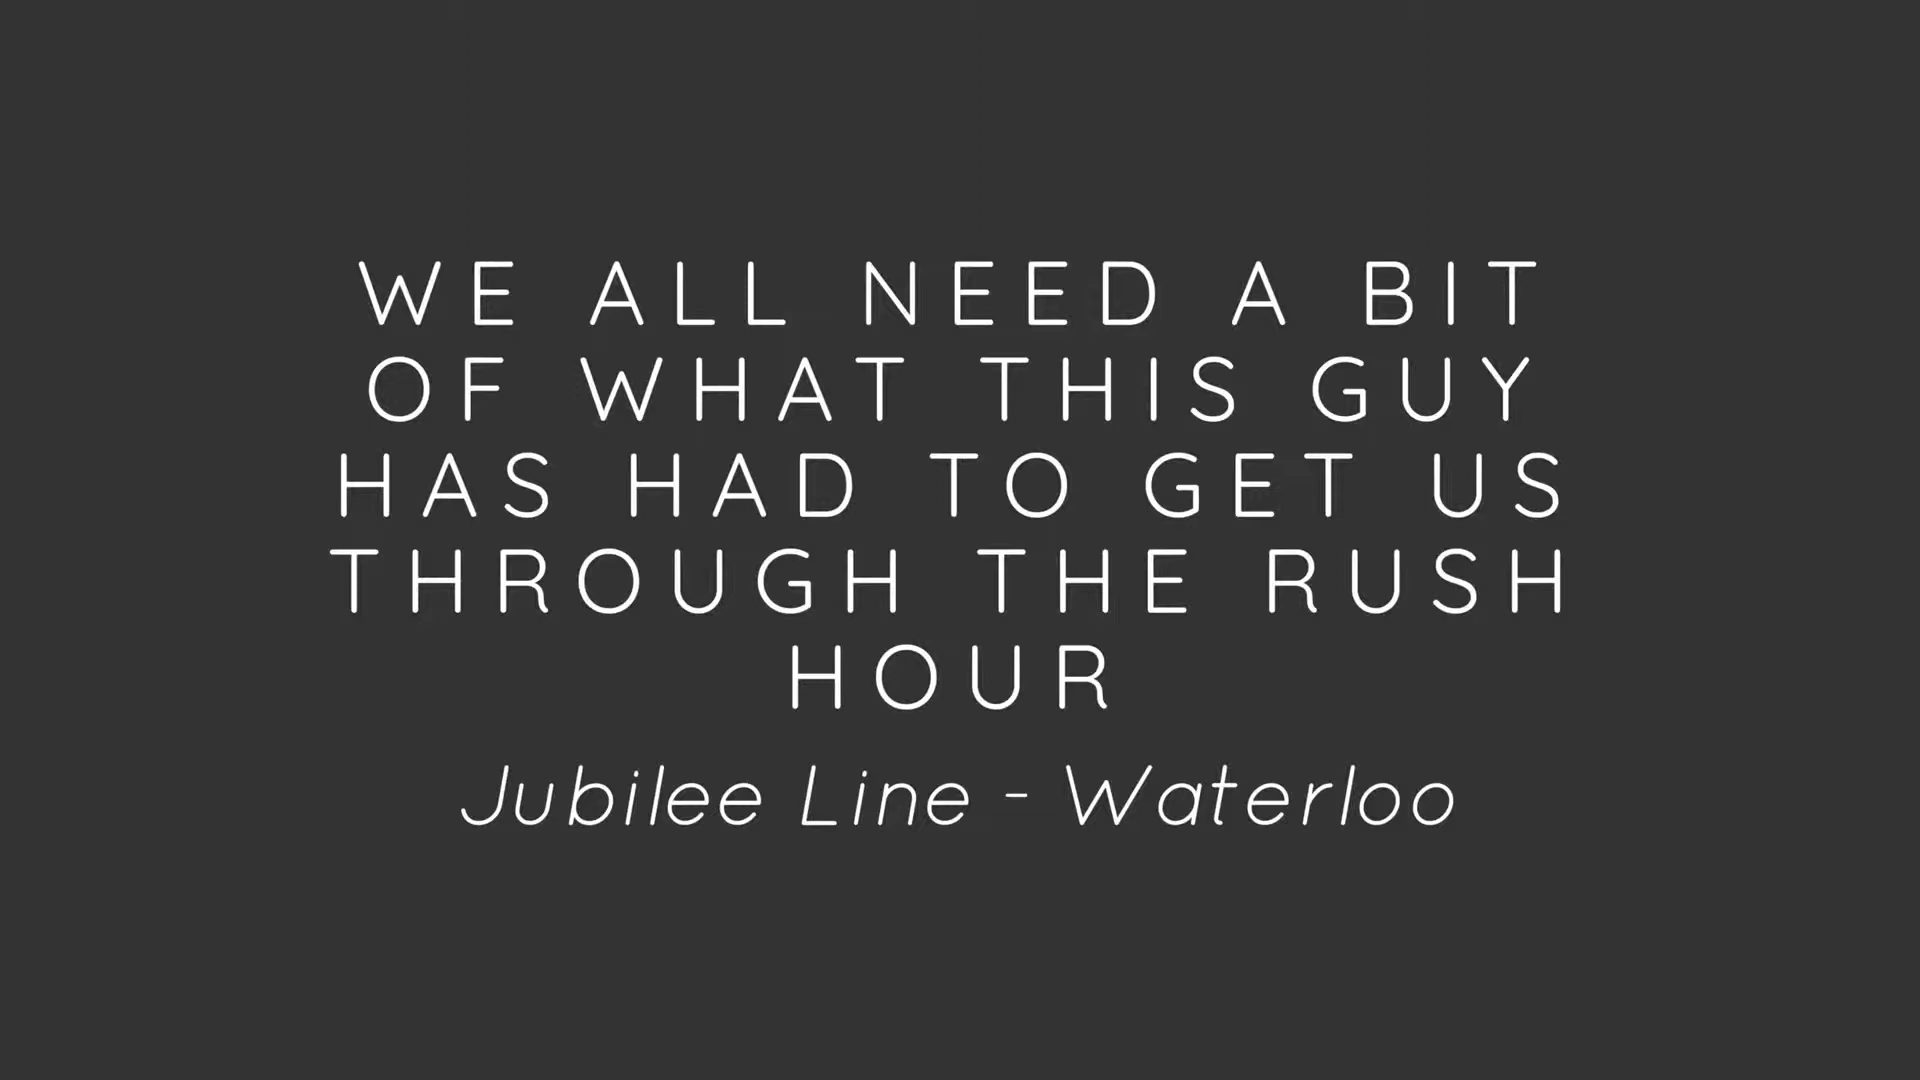 WE ALL NEED A BIT
OF WHAT THIS GUY
HAS HAD TO GET US
THROUGH THE RUSH
HOUR
Jubilee Line - Waterloo